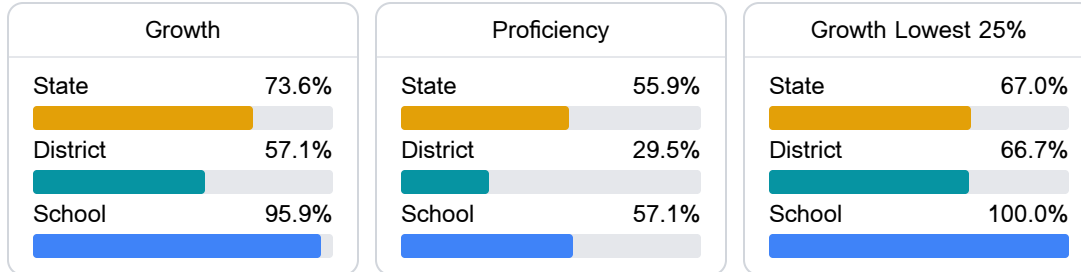 Growth
State 73.6%
District 57.1%
School 95.9%
Proficiency
State 55.9%
District 29.5%
School 57.1%
Growth Lowest 25%
State 67.0%
District 66.7%
School 100.0%